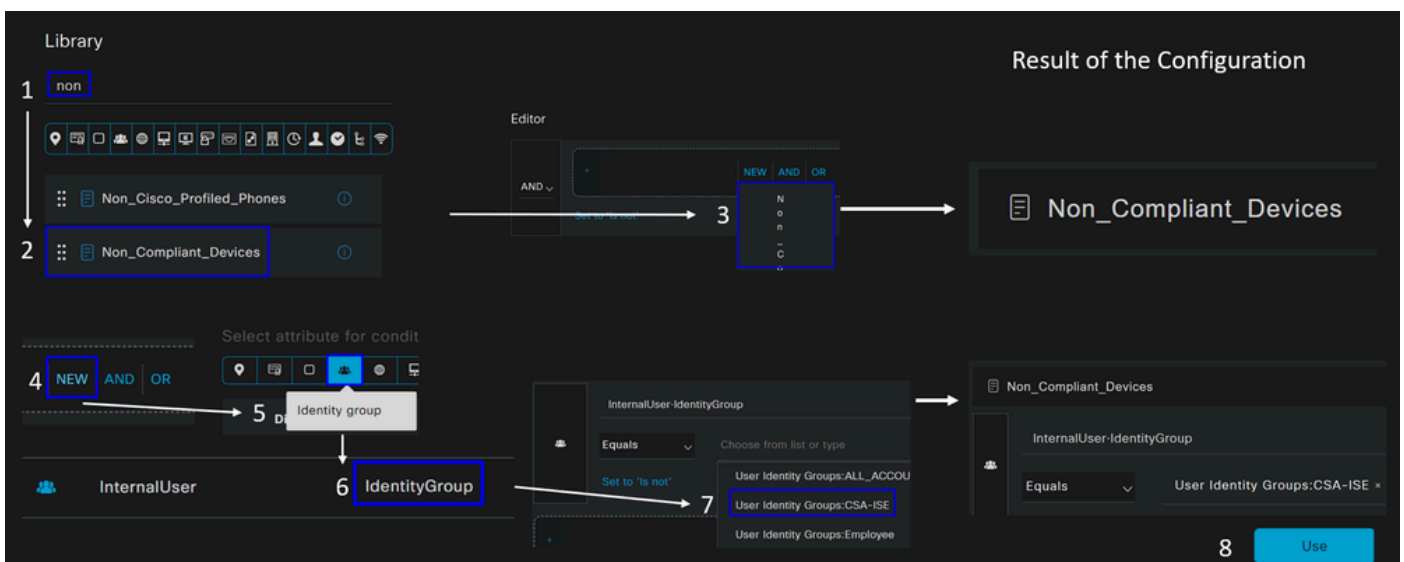 Library
Result of the Configuration
1 non
Editor
NEW AND OR
AND
Non_Cisco_Profiled_Phones
Set to 'Is not'
3
N
o
n
_
C
Non_Compliant_Devices
2 Non_Compliant_Devices
Select attribute for condit
4 NEW AND OR
5
Identity group
InternalUser-IdentityGroup
Equals
Choose from list or type
Set to 'Is not'
User Identity Groups:ALL_ACCOU
7 User Identity Groups:CSA-ISE
User Identity Groups:Employee
InternalUser
6 IdentityGroup
Non_Compliant_Devices
InternalUser-IdentityGroup
Equals
User Identity Groups:CSA-ISE ×
8 Use